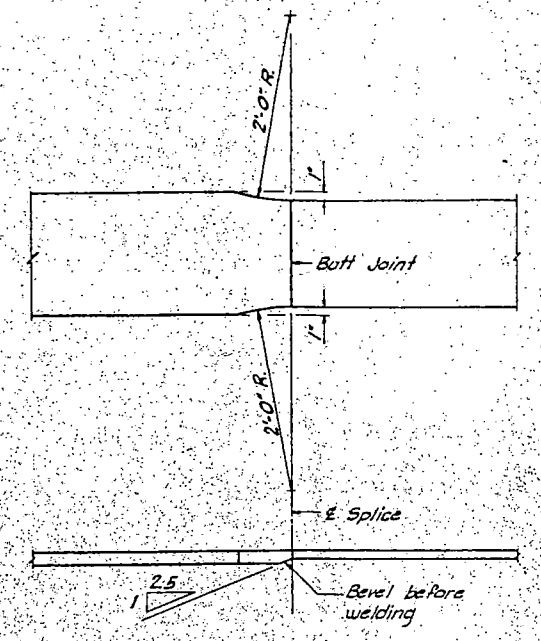 2'-0" R.
1"
Butt Joint
1"
2'-0" R.
℄ Splice
2.5
1
Bevel before
welding